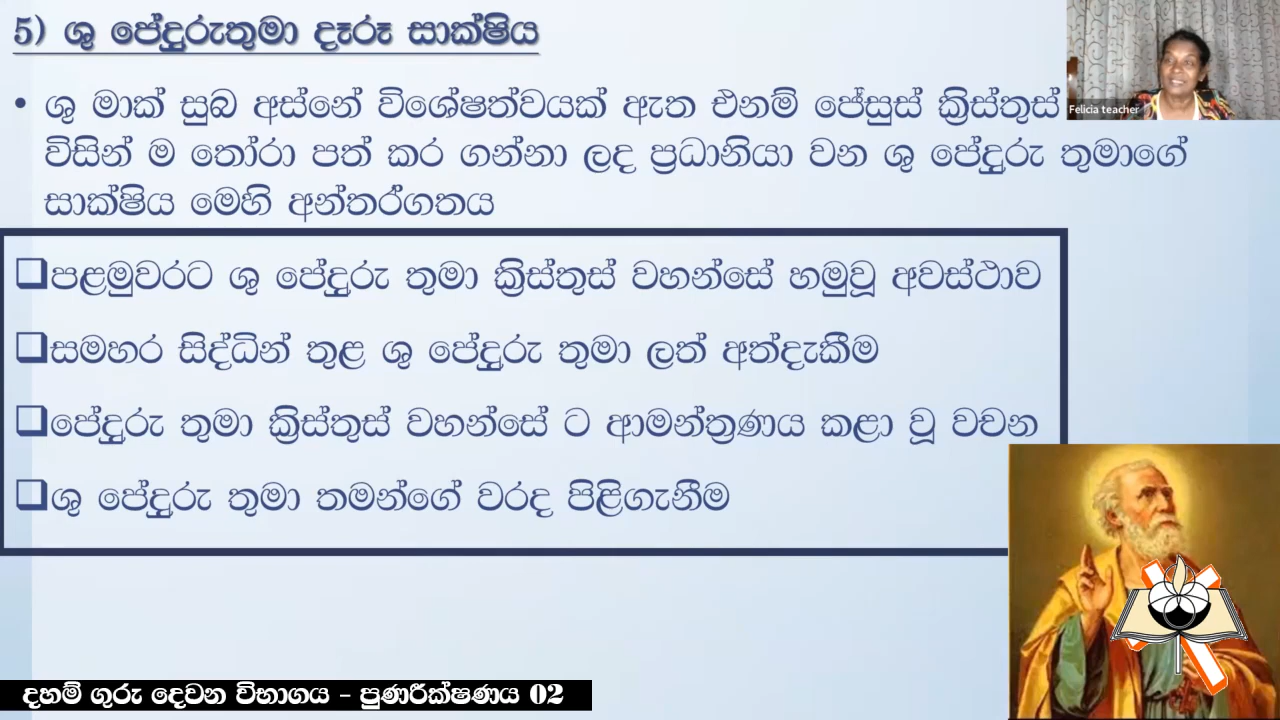 5) ශු පේදුරුතුමා දෑරූ සාක්ෂිය
• ශු මාක් සුබ අස්නේ විශේෂත්වයක් ඇත එනම් ජේසුස් ක්‍රිස්තුස්
විසින් ම තෝරා පත් කර ගන්නා ලද ප්‍රධානියා වන ශු පේදුරු තුමාගේ
සාක්ෂිය මෙහි අන්තර්ගතය
Felicia teacher
❑පළමුවරට ශු පේදුරු තුමා ක්‍රිස්තුස් වහන්සේ හමුවූ අවස්ථාව
❑සමහර සිද්ධින් තුළ ශු පේදුරු තුමා ලත් අත්දැකීම
❑පේදුරු තුමා ක්‍රිස්තුස් වහන්සේ ට ආමන්ත්‍රණය කළා වූ වචන
❑ශු පේදුරු තුමා තමන්ගේ වරද පිළිගැනීම
දහම් ගුරු දෙවන විභාගය - පුණරීක්ෂණය 02